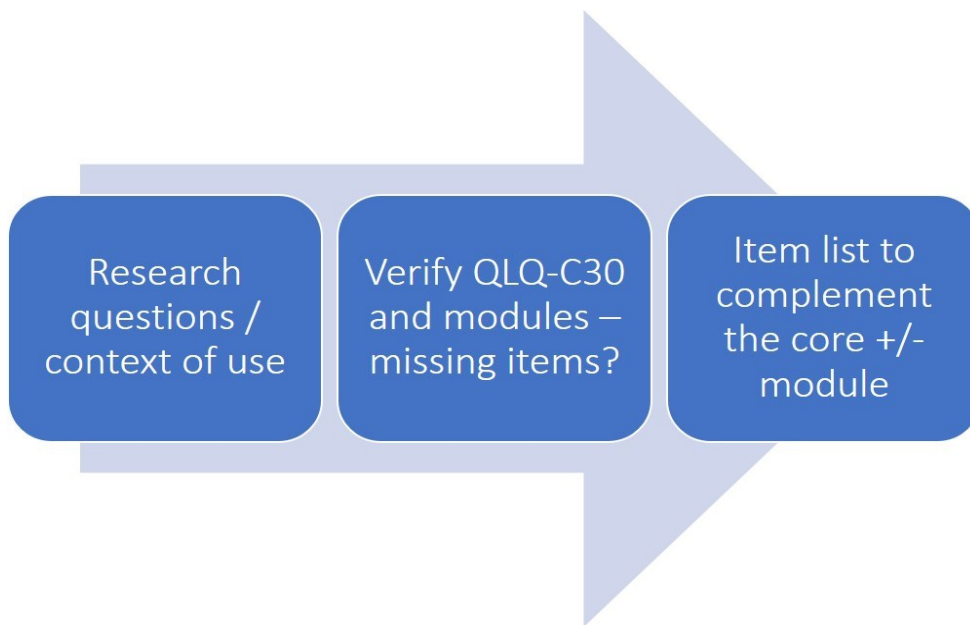 Research
questions /
context of use
Verify QLQ-C30
and modules –
missing items?
Item list to
complement
the core +/-
module